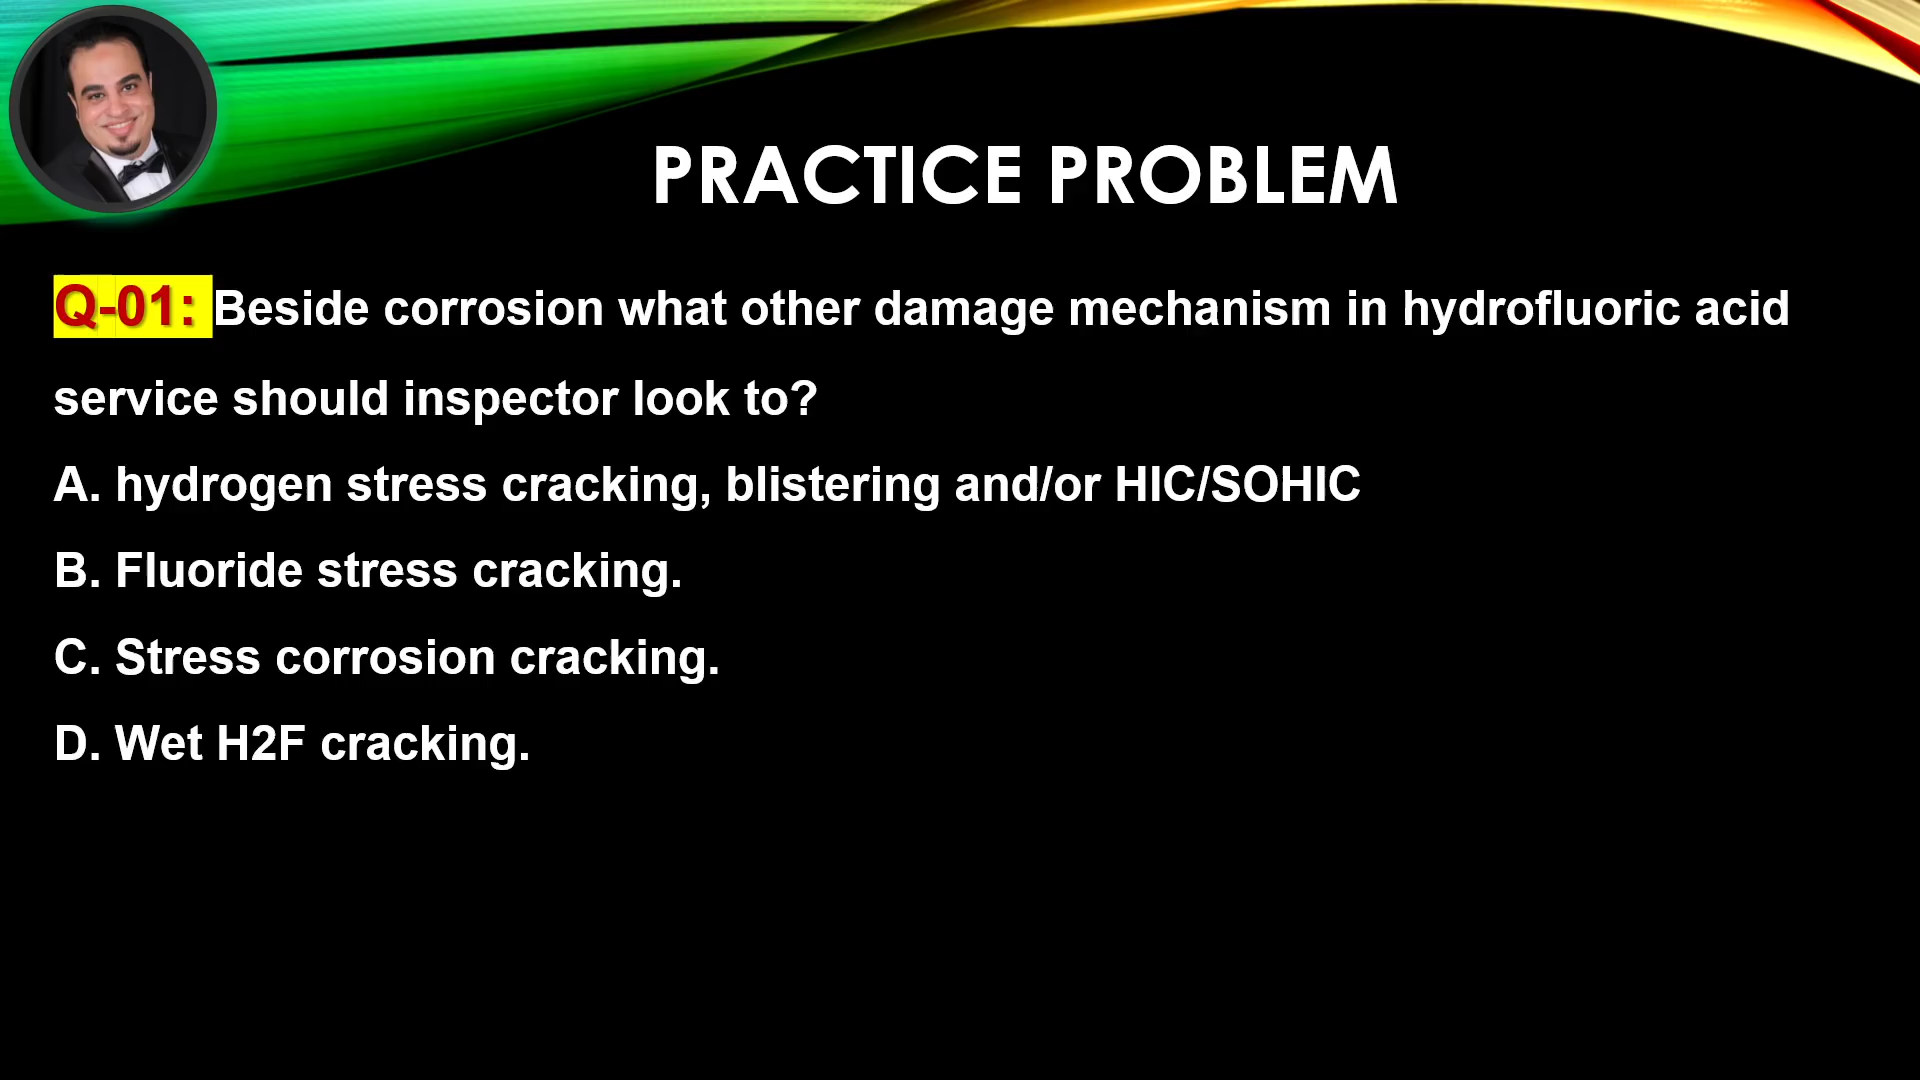 PRACTICE PROBLEM
Q-01: Beside corrosion what other damage mechanism in hydrofluoric acid
service should inspector look to?
A. hydrogen stress cracking, blistering and/or HIC/SOHIC
B. Fluoride stress cracking.
C. Stress corrosion cracking.
D. Wet H2F cracking.